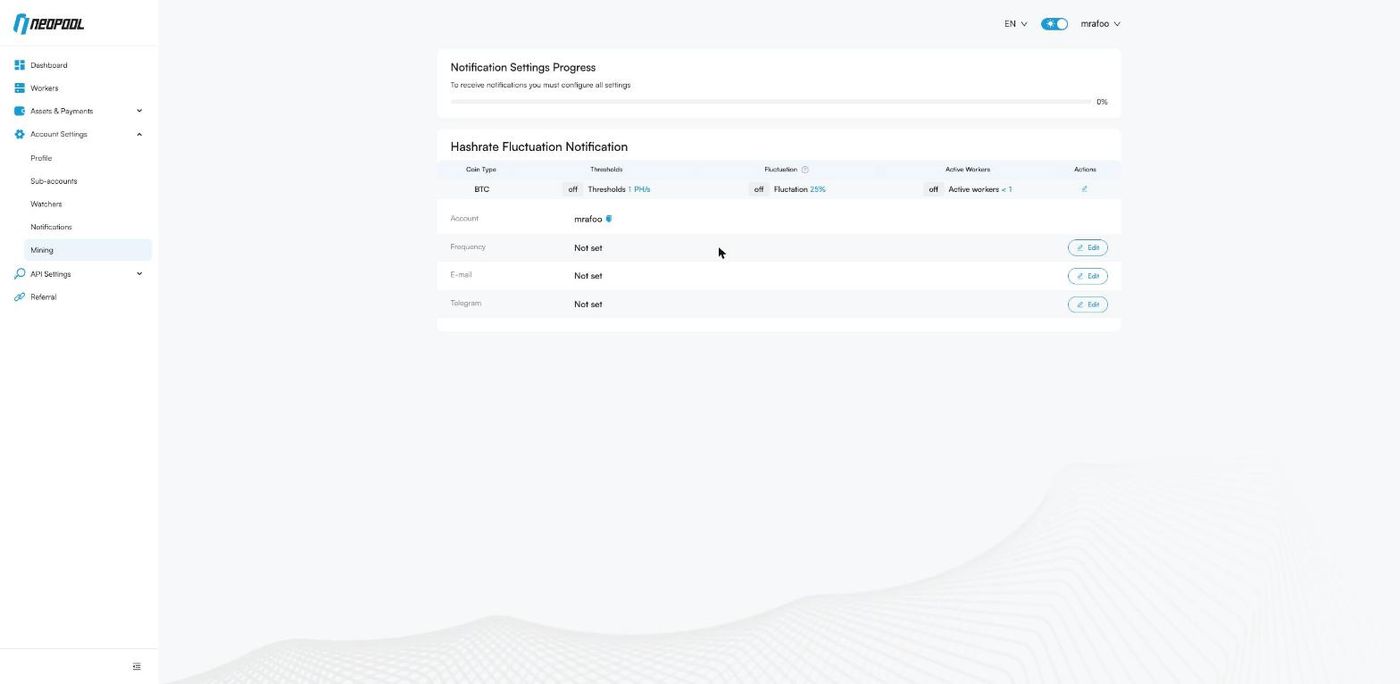 NEOPOOL
EN
mrafoo
Dashboard
Workers
Assets & Payments
Account Settings
Profile
Sub-accounts
Watchers
Notifications
Mining
API Settings
Referral
Notification Settings Progress
To receive notifications you must configure all settings
0%
Hashrate Fluctuation Notification
Coin Type Thresholds Fluctuation Active Workers Actions
BTC off Thresholds 1 PH/s off Fluctation 25% off Active workers < 1
Account mrafoo
Frequency Not set Edit
E-mail Not set Edit
Telegram Not set Edit